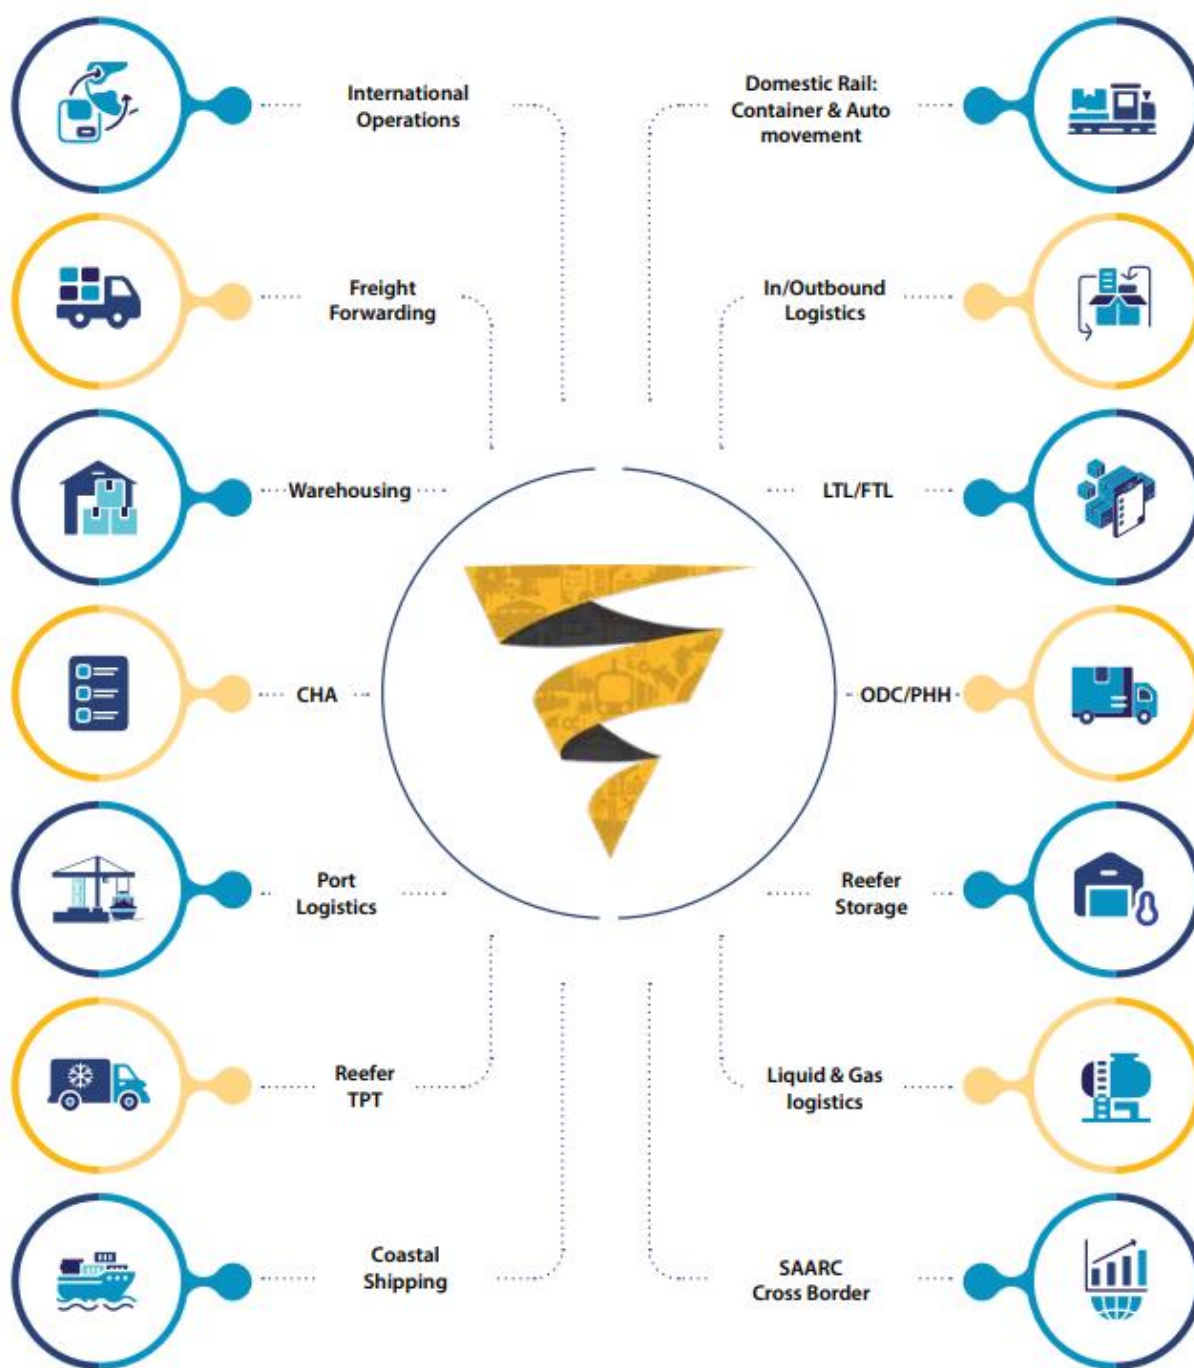 International
Operations
Domestic Rail:
Container & Auto
movement
Freight
Forwarding
In/Outbound
Logistics
Warehousing
LTL/FTL
CHA
ODC/PHH
Port
Logistics
Reefer
Storage
Reefer
TPT
Liquid & Gas
logistics
Coastal
Shipping
SAARC
Cross Border